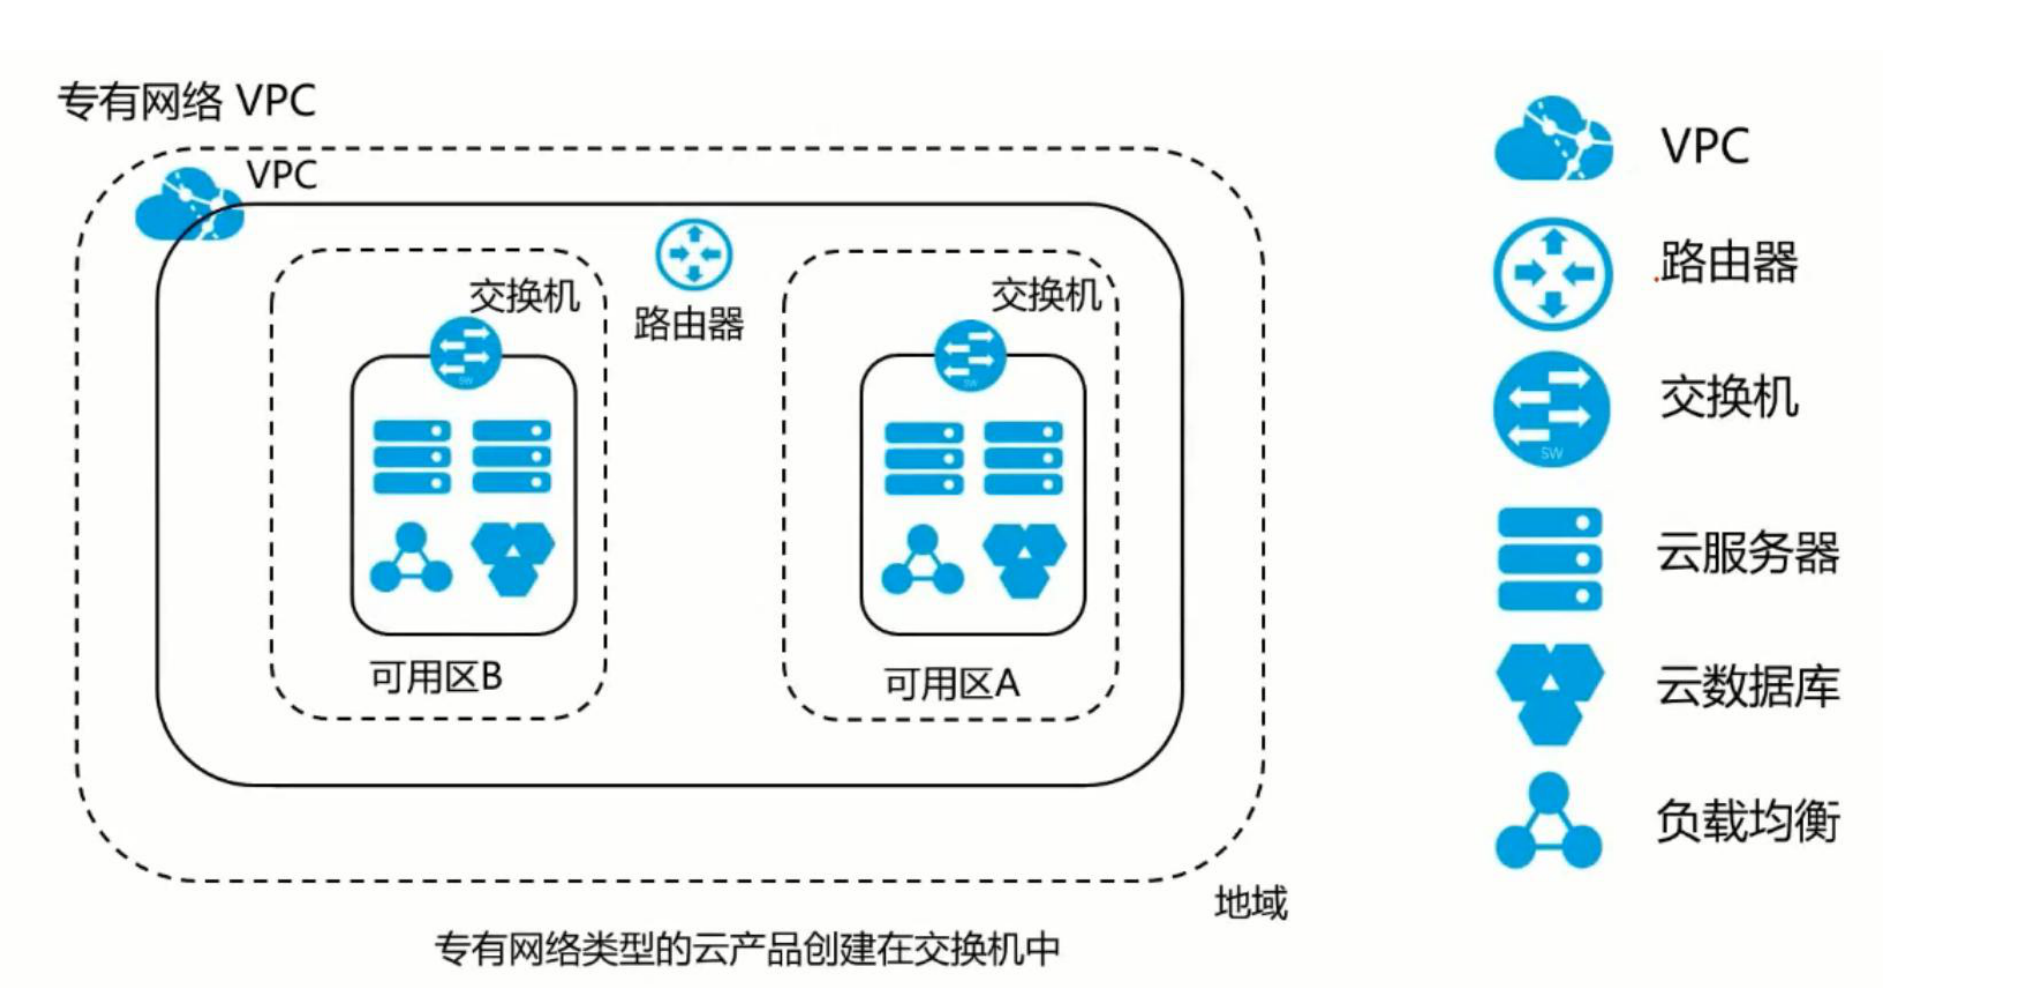 专有网络 VPC
VPC
交换机
路由器
交换机
SW
SW
可用区B
可用区A
地域
专有网络类型的云产品创建在交换机中
VPC
路由器
交换机
SW
云服务器
云数据库
负载均衡